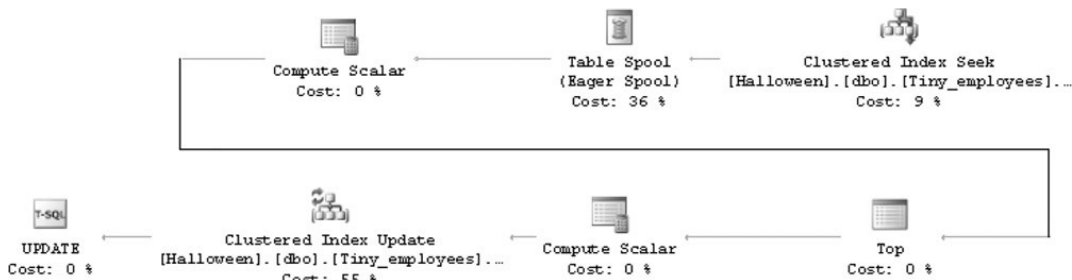 Compute Scalar
Cost: 0 %
Table Spool
(Eager Spool)
Cost: 36 %
Clustered Index Seek
[Halloween].[dbo].[Tiny_employees].…
Cost: 9 %
T-SQL
UPDATE
Cost: 0 %
Clustered Index Update
[Halloween].[dbo].[Tiny_employees].…
Cost: 55 %
Compute Scalar
Cost: 0 %
Top
Cost: 0 %